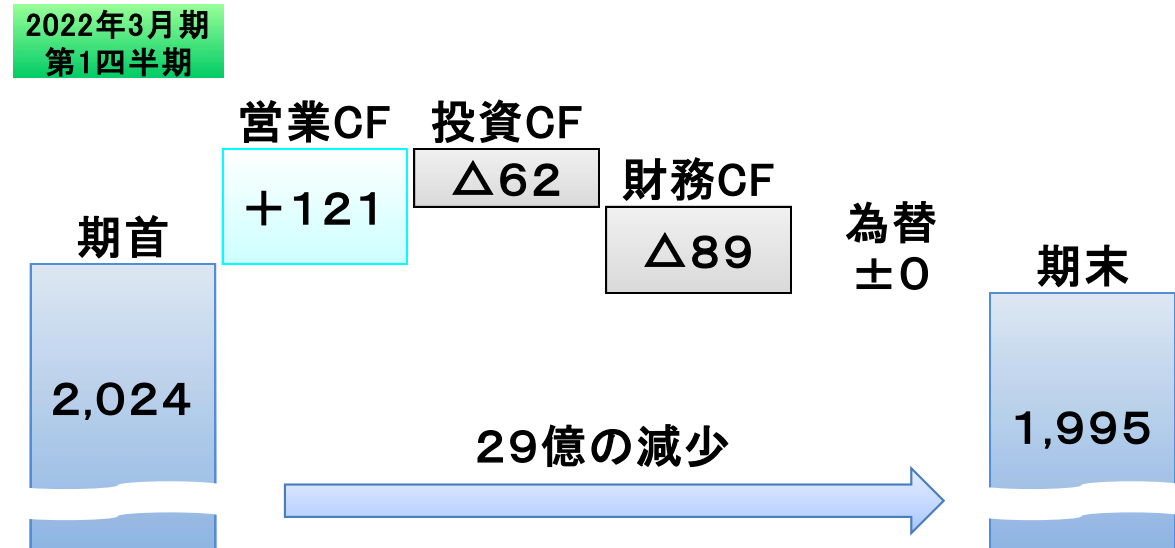 2022年3月期
第1四半期
営業CF
投資CF
＋121
△62
財務CF
△89
期首
為替
±0
期末
2,024
1,995
29億の減少